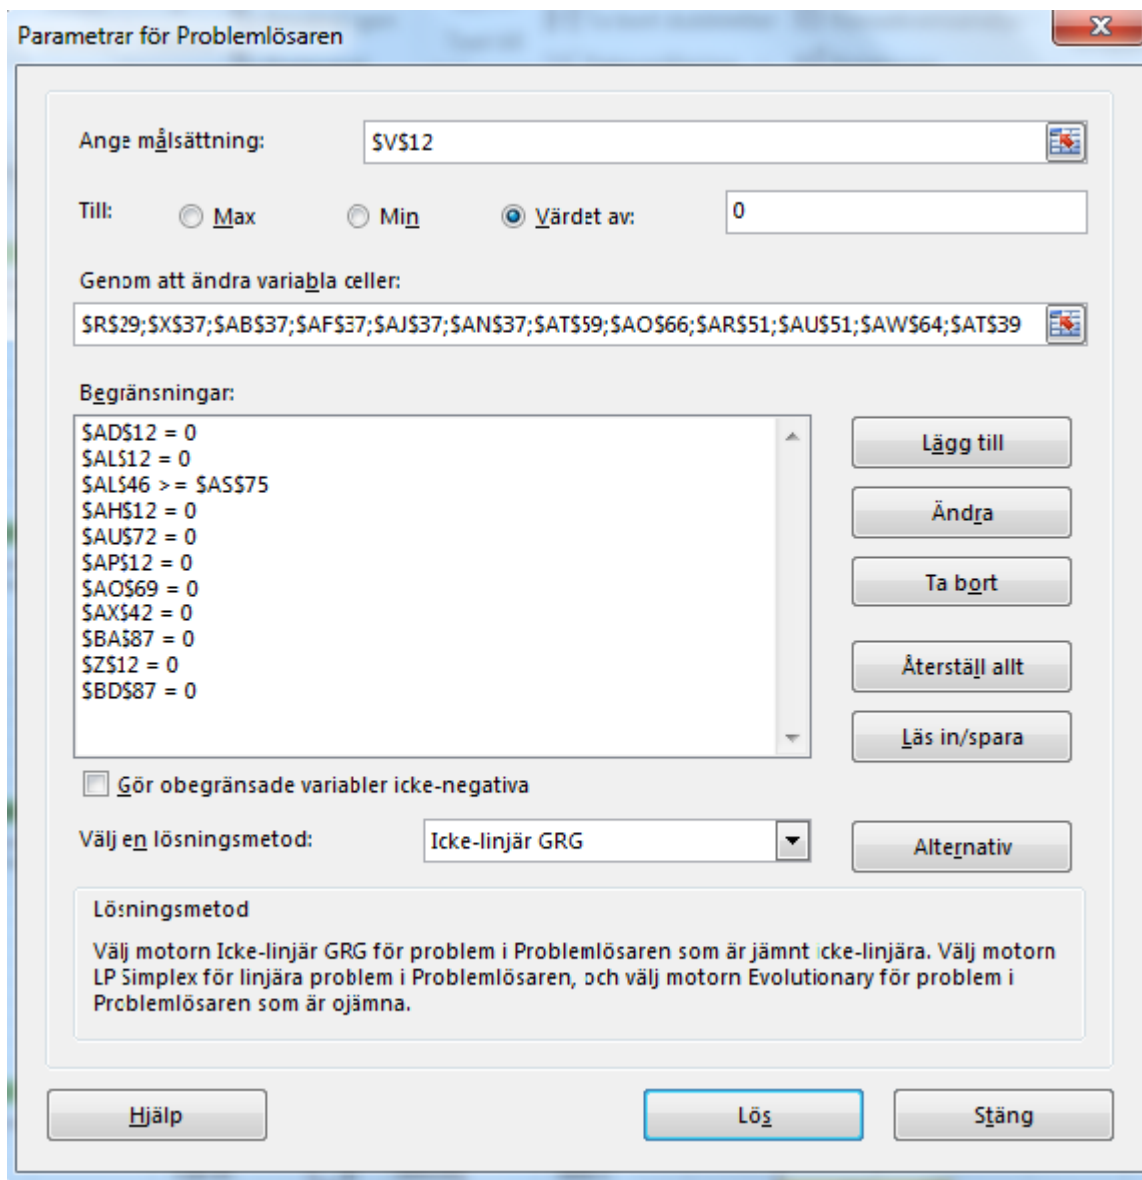 Parametrar för Problemlösaren
x
Ange målsättning:
$V$12
Till:
Max
Min
Värdet av:
0
Genom att ändra variabla celler:
$R$29;$X$37;$AB$37;$AF$37;$AJ$37;$AN$37;$AT$59;$AO$66;$AR$51;$AU$51;$AW$64;$AT$39
Begränsningar:
$AD$12 = 0
$AL$12 = 0
$AL$46 >= $AS$75
$AH$12 = 0
$AU$72 = 0
$AP$12 = 0
$AO$69 = 0
$AX$42 = 0
$BA$87 = 0
$Z$12 = 0
$BD$87 = 0
Lägg till
Ändra
Ta bort
Återställ allt
Läs in/spara
Gör obegränsade variabler icke-negativa
Välj en lösningsmetod:
Icke-linjär GRG
Alternativ
Lösningsmetod
Välj motorn Icke-linjär GRG för problem i Problemlösaren som är jämnt icke-linjära. Välj motorn
LP Simplex för linjära problem i Problemlösaren, och välj motorn Evolutionary för problem i
Problemlösaren som är ojämna.
Hjälp
Lös
Stäng